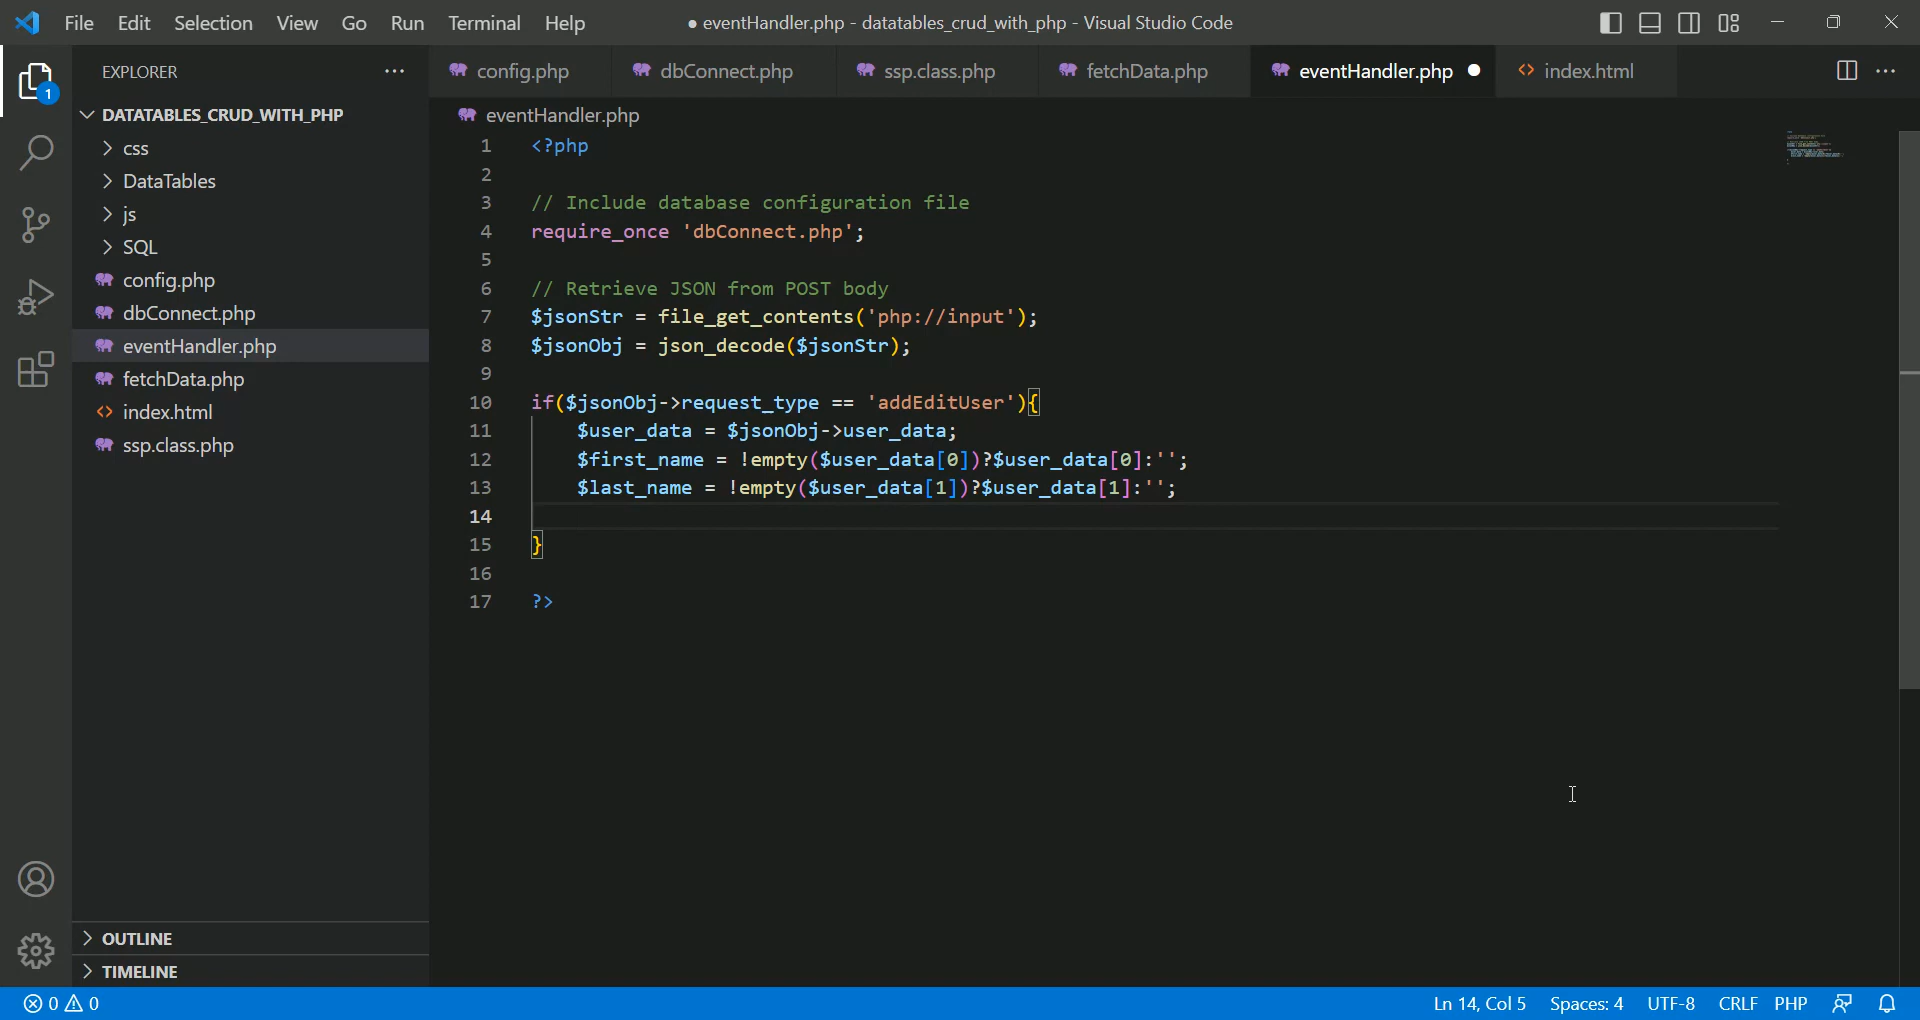 File Edit Selection View Go Run Terminal Help
● eventHandler.php - datatables_crud_with_php - Visual Studio Code
EXPLORER
1
DATATABLES_CRUD_WITH_PHP
css
DataTables
js
SQL
config.php
dbConnect.php
eventHandler.php
fetchData.php
index.html
ssp.class.php
OUTLINE
TIMELINE
config.php dbConnect.php ssp.class.php fetchData.php eventHandler.php index.html
eventHandler.php
1 <?php
2
3 // Include database configuration file
4 require_once 'dbConnect.php';
5
6 // Retrieve JSON from POST body
7 $jsonStr = file_get_contents('php://input');
8 $jsonObj = json_decode($jsonStr);
9
10 if($jsonObj->request_type == 'addEditUser'){
11 $user_data = $jsonObj->user_data;
12 $first_name = !empty($user_data[0])?$user_data[0]:'';
13 $last_name = !empty($user_data[1])?$user_data[1]:'';
14
15 }
16
17 ?>
0 0
Ln 14, Col 5 Spaces: 4 UTF-8 CRLF PHP